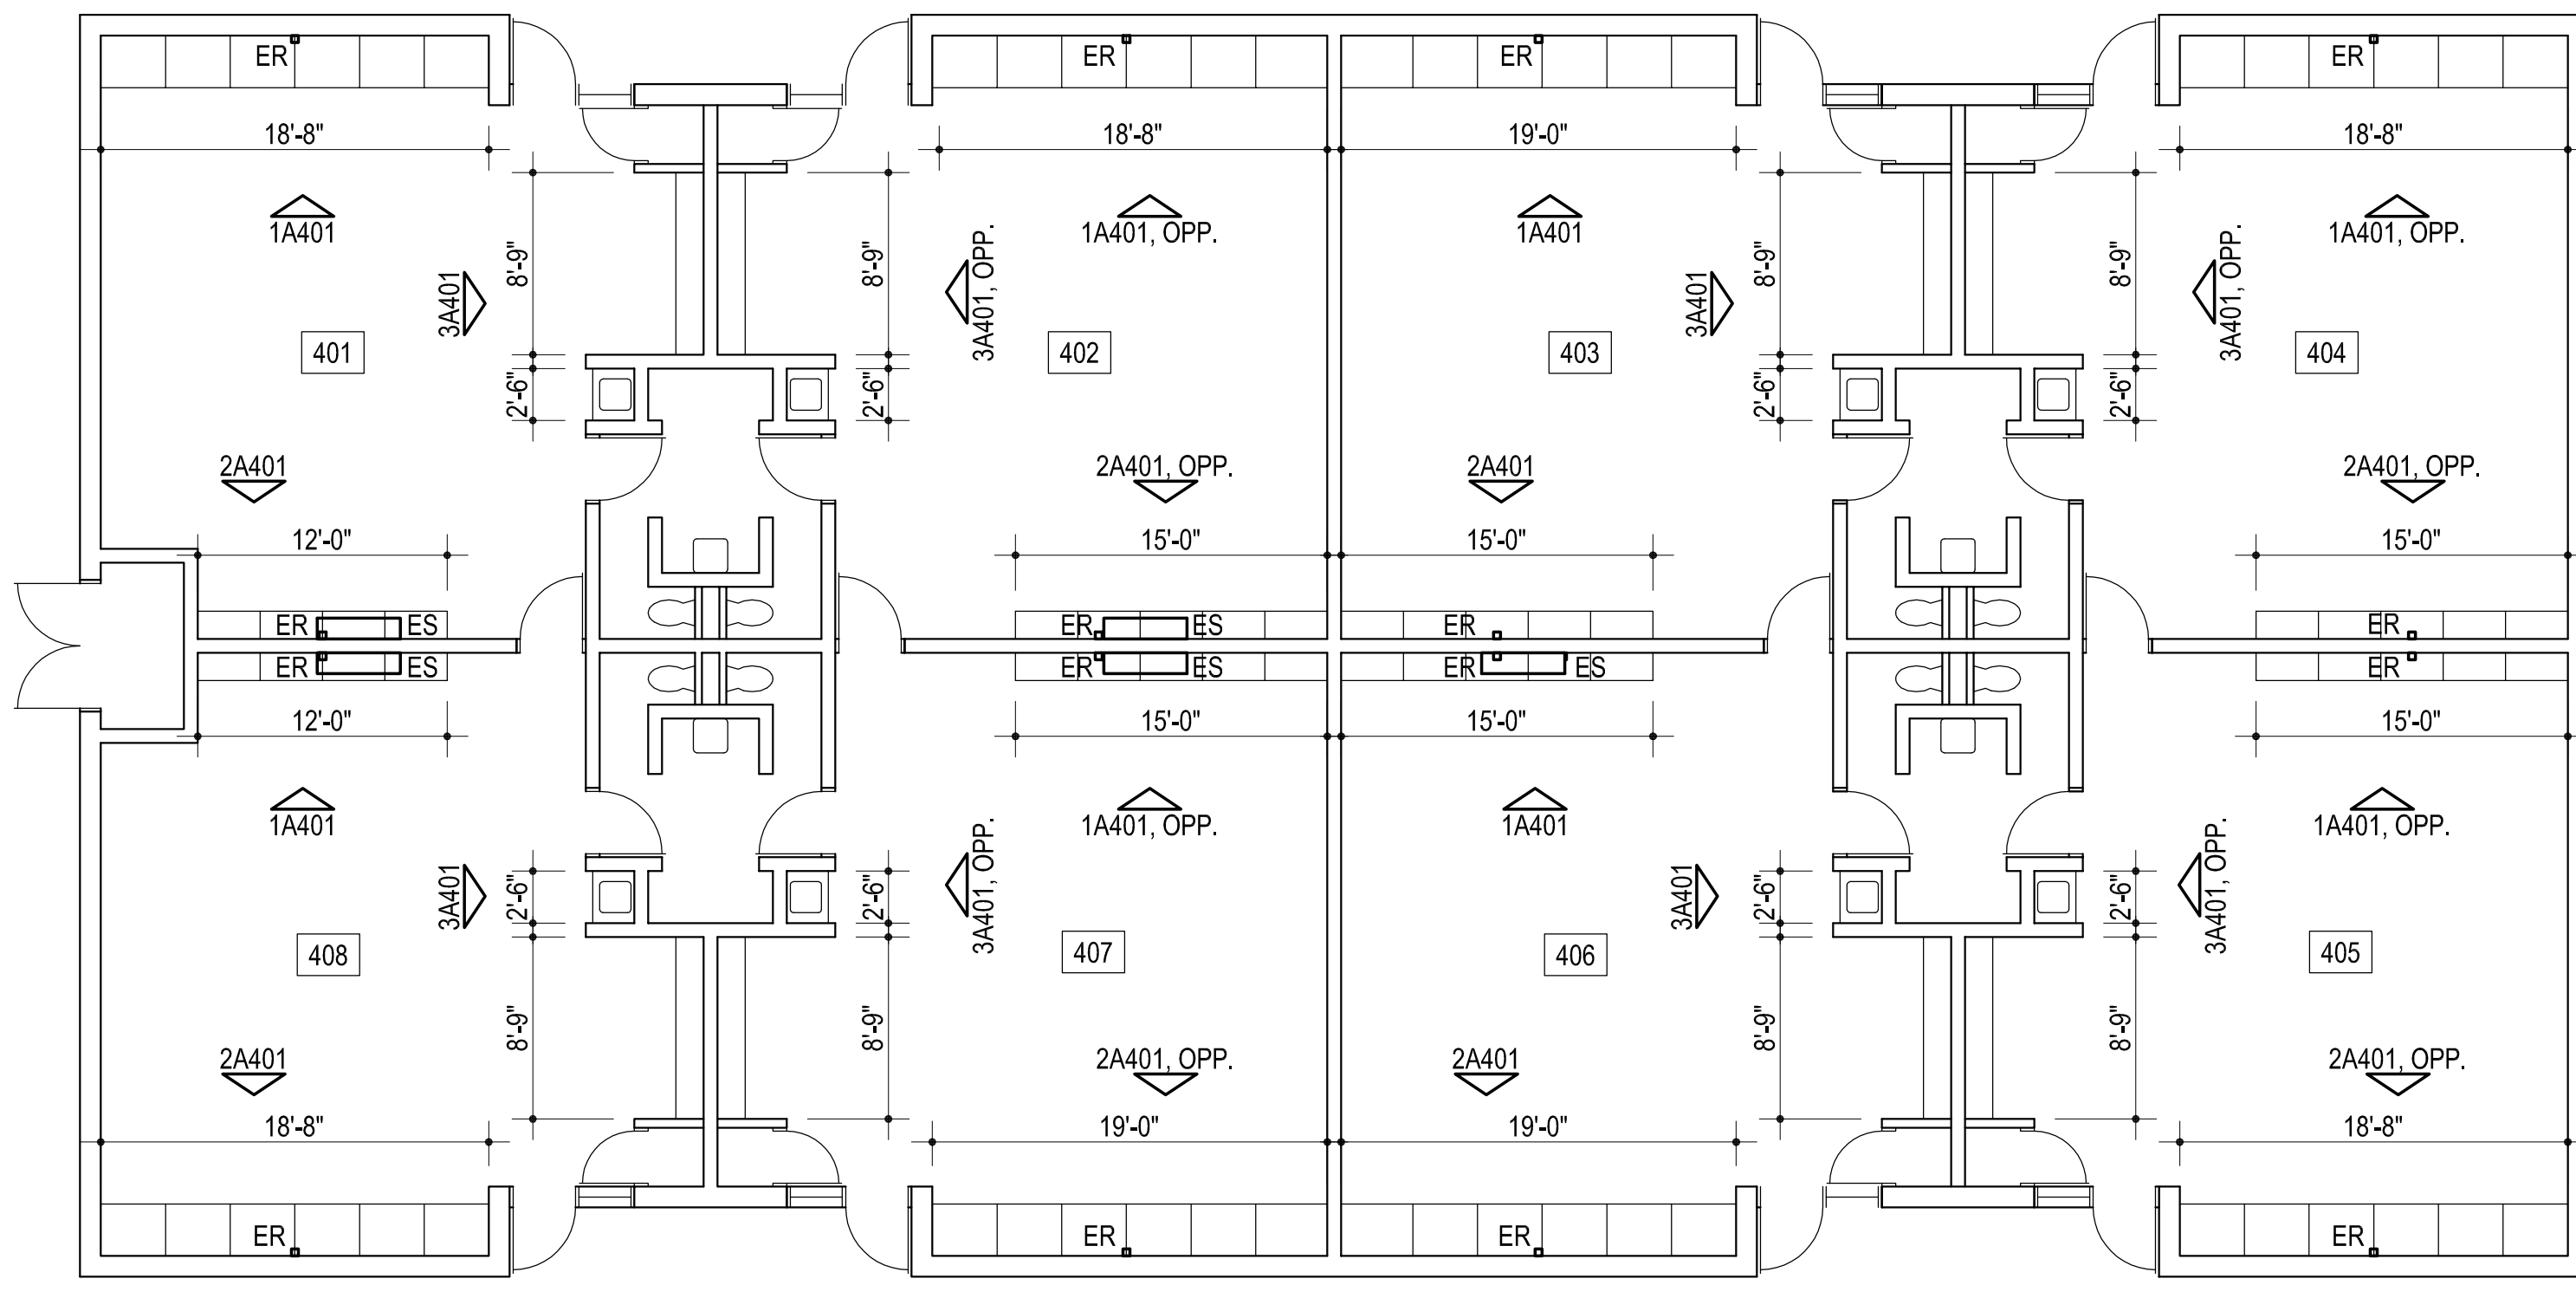 ER ER ER ER
18'-8" 18'-8" 19'-0" 18'-8"
1A401 1A401, OPP. 1A401 1A401, OPP.
8'-9" 8'-9" 8'-9" 8'-9"
3A401 3A401, OPP. 3A401 3A401, OPP.
401 402 403 404
2'-6" 2'-6" 2'-6" 2'-6"
2A401 2A401, OPP. 2A401 2A401, OPP.
12'-0" 15'-0" 15'-0" 15'-0"
ER ES ER ES ER ER
ER ES ER ES ER ES ER
12'-0" 15'-0" 15'-0" 15'-0"
1A401 1A401, OPP. 1A401 1A401, OPP.
3A401 3A401, OPP. 3A401 3A401, OPP.
2'-6" 2'-6" 2'-6" 2'-6"
408 407 406 405
8'-9" 8'-9" 8'-9" 8'-9"
2A401 2A401, OPP. 2A401 2A401, OPP.
18'-8" 19'-0" 19'-0" 18'-8"
ER ER ER ER